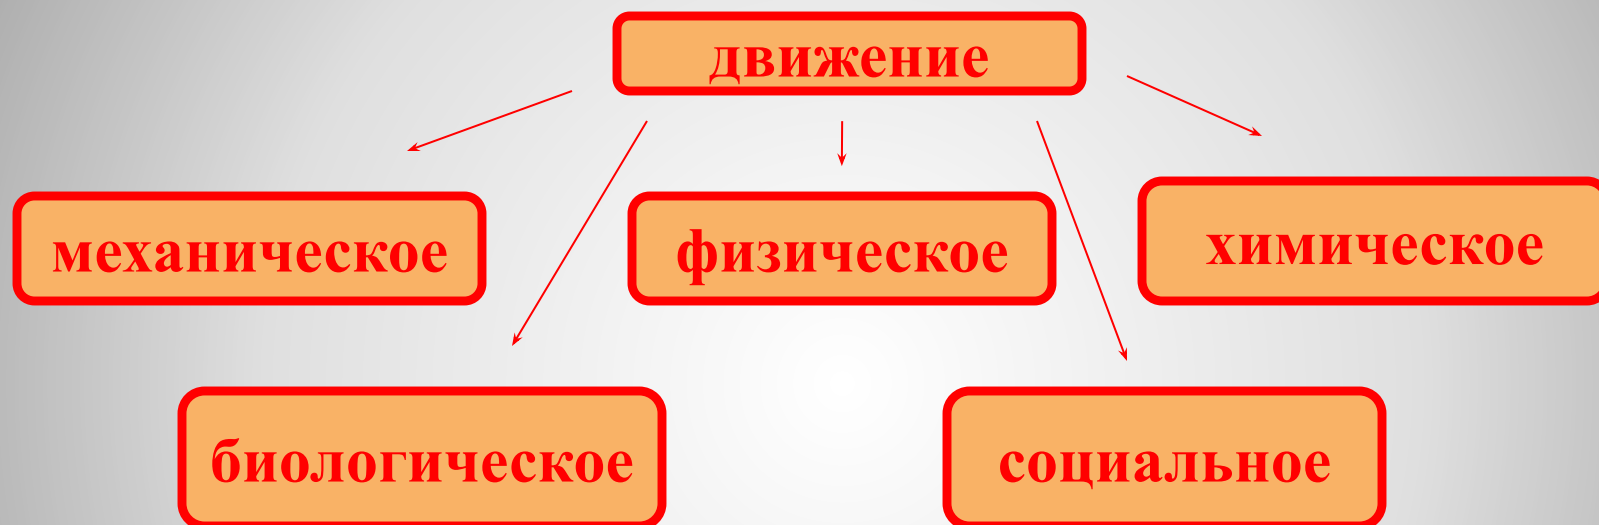 движение
механическое
физическое
химическое
биологическое
социальное